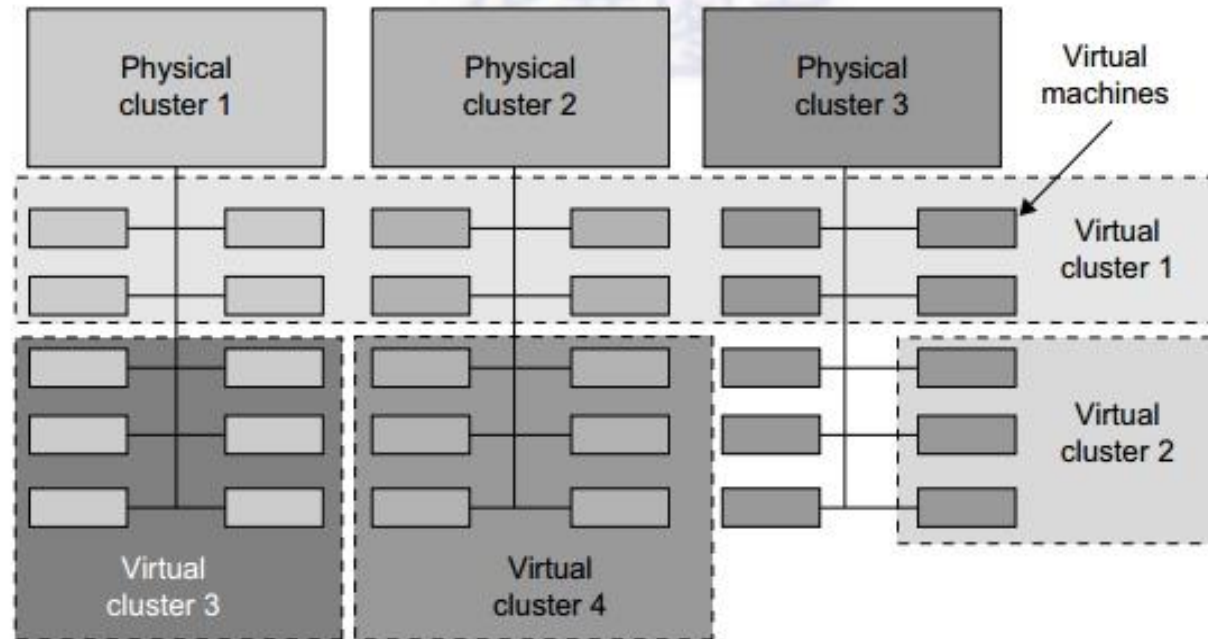 Physical
cluster 1
Physical
cluster 2
Physical
cluster 3
Virtual
machines
Virtual
cluster 1
Virtual
cluster 2
Virtual
cluster 3
Virtual
cluster 4